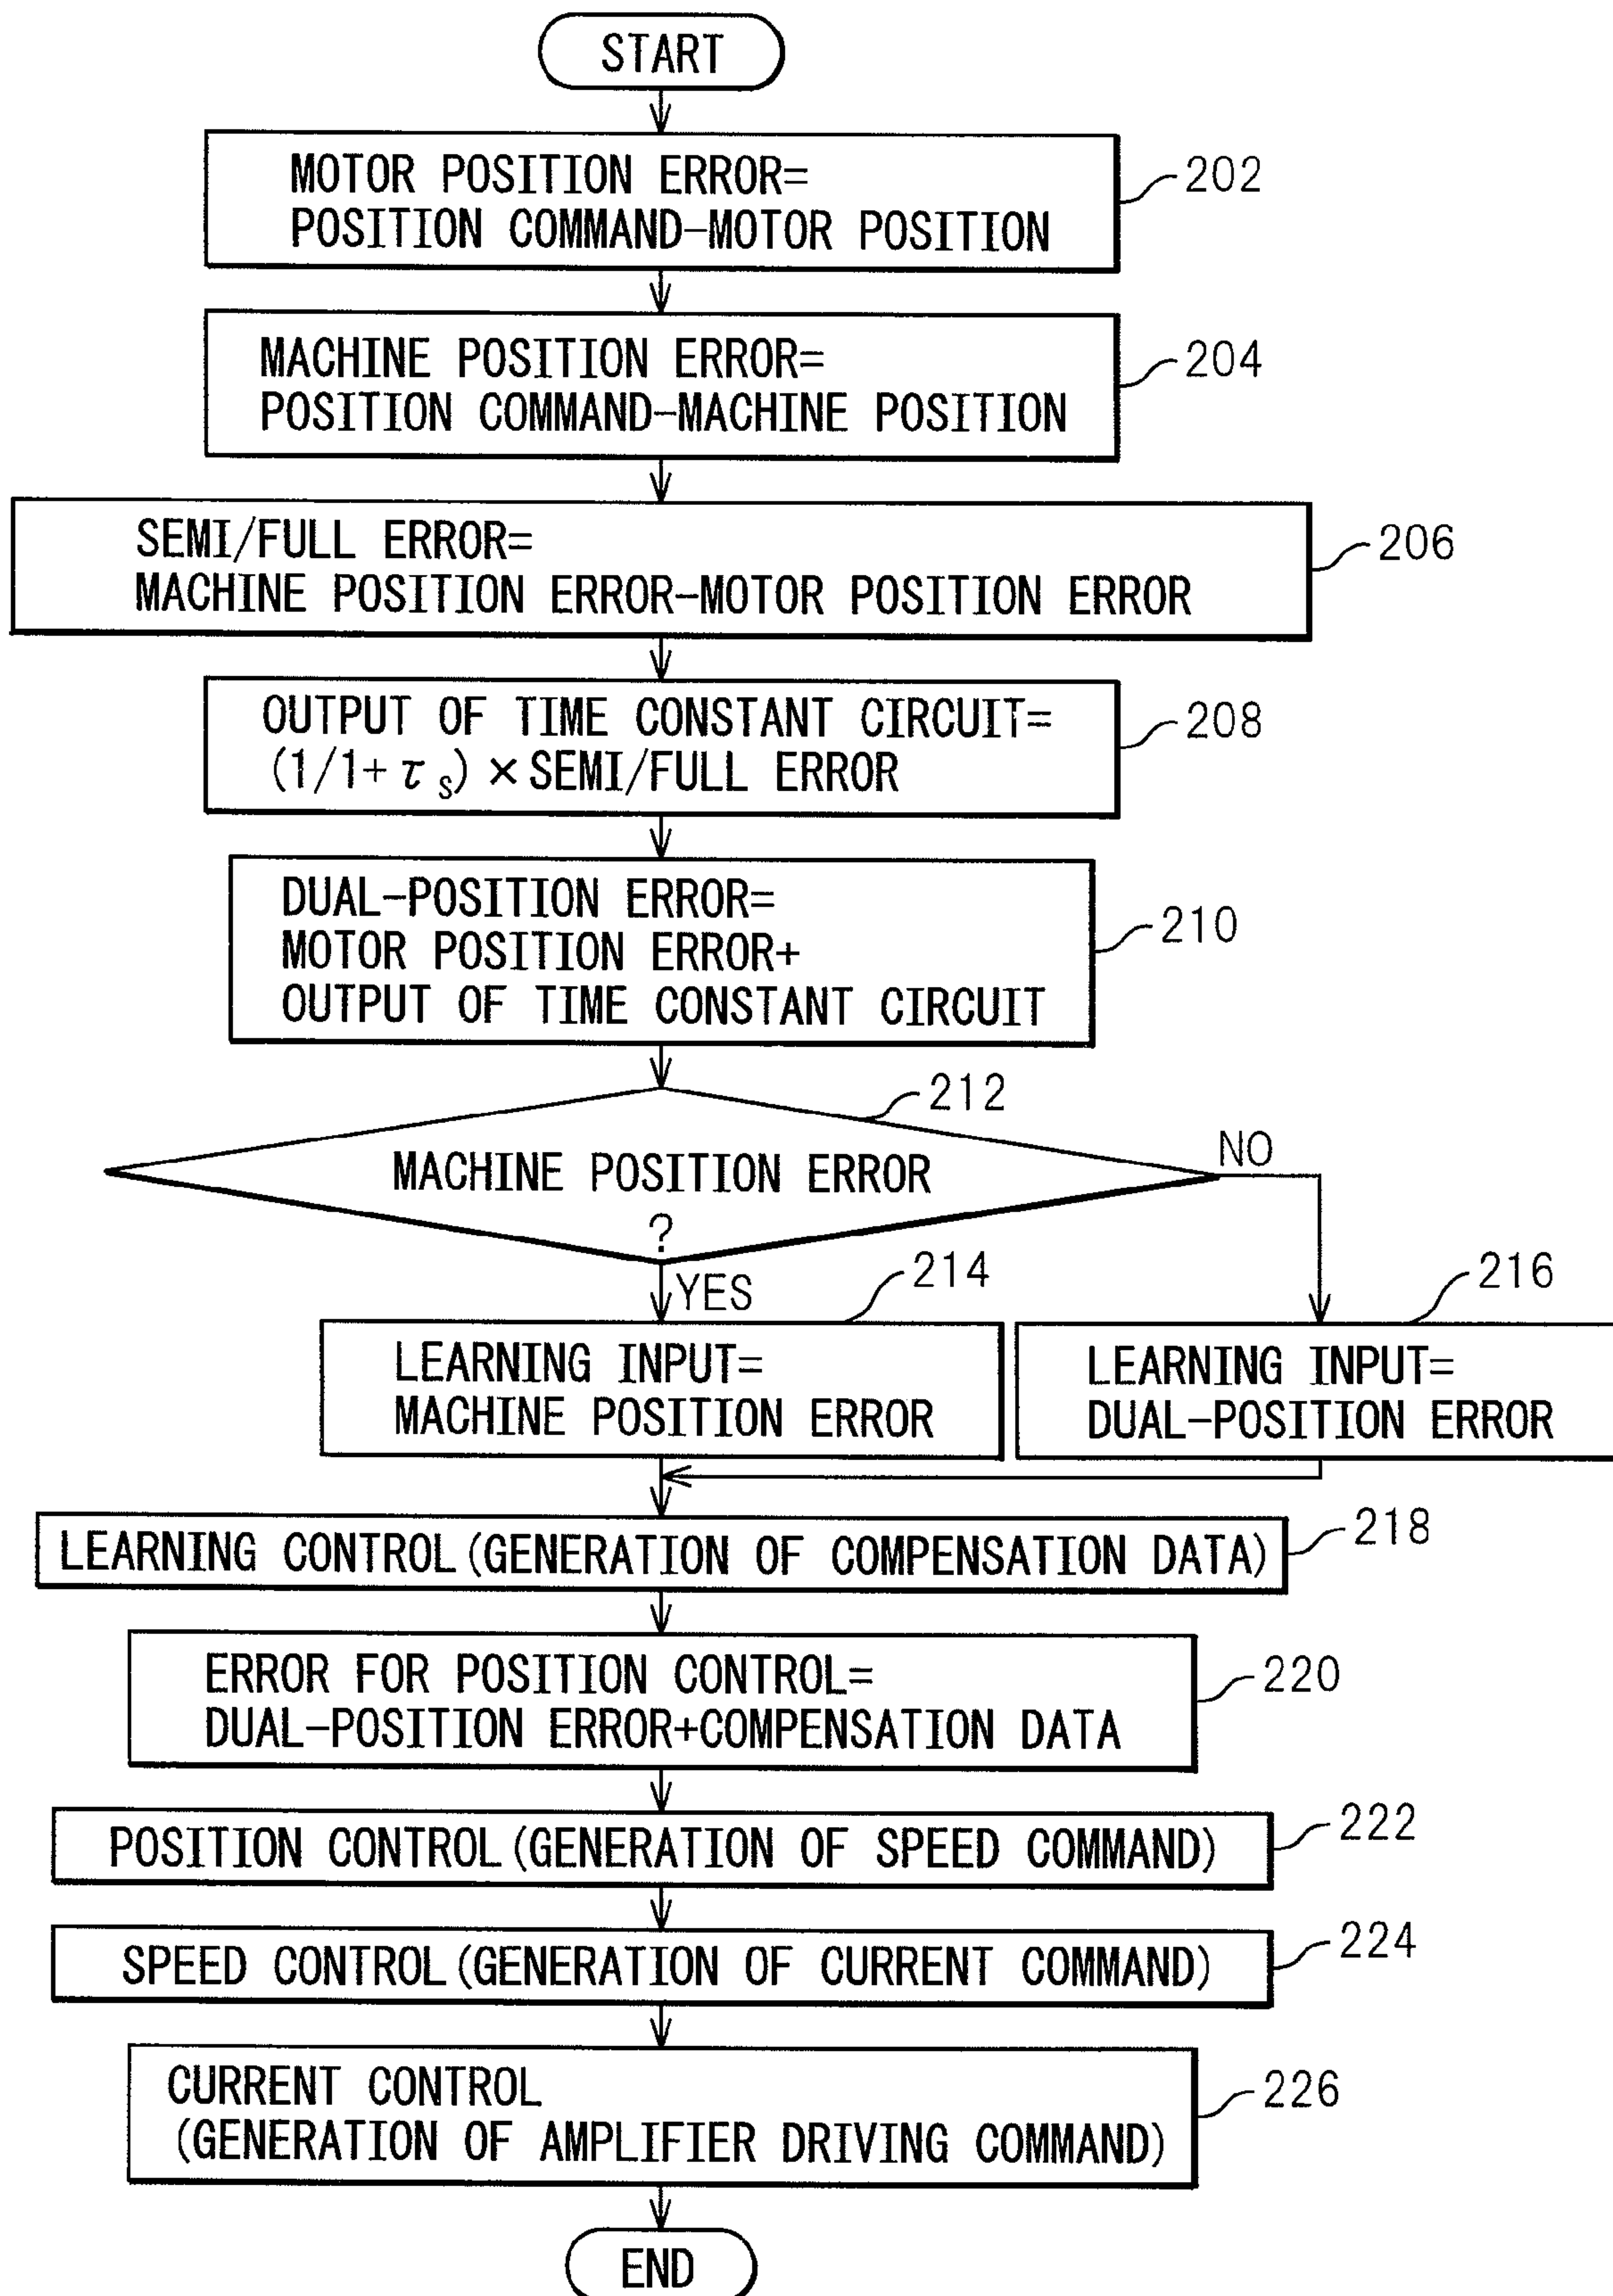 START
MOTOR POSITION ERROR=
POSITION COMMAND-MOTOR POSITION
202
MACHINE POSITION ERROR=
POSITION COMMAND-MACHINE POSITION
204
SEMI/FULL ERROR=
MACHINE POSITION ERROR-MOTOR POSITION ERROR
206
OUTPUT OF TIME CONSTANT CIRCUIT=
(1/1+τs)×SEMI/FULL ERROR
208
DUAL-POSITION ERROR=
MOTOR POSITION ERROR+
OUTPUT OF TIME CONSTANT CIRCUIT
210
212
MACHINE POSITION ERROR
?
NO
YES
214
LEARNING INPUT=
MACHINE POSITION ERROR
216
LEARNING INPUT=
DUAL-POSITION ERROR
LEARNING CONTROL(GENERATION OF COMPENSATION DATA)
218
ERROR FOR POSITION CONTROL=
DUAL-POSITION ERROR+COMPENSATION DATA
220
POSITION CONTROL(GENERATION OF SPEED COMMAND)
222
SPEED CONTROL(GENERATION OF CURRENT COMMAND)
224
CURRENT CONTROL
(GENERATION OF AMPLIFIER DRIVING COMMAND)
226
END